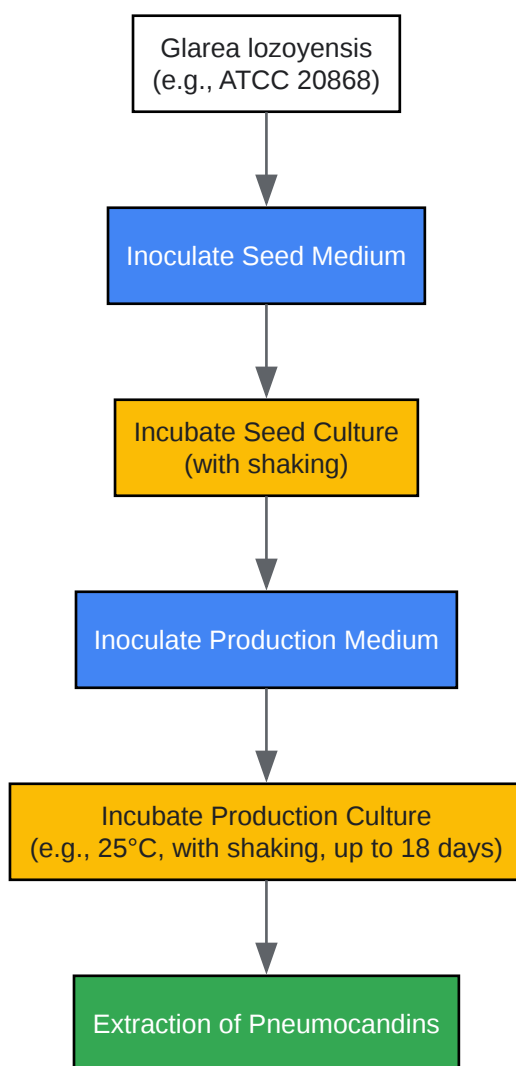 Glarea lozoyensis
(e.g., ATCC 20868)
Inoculate Seed Medium
Incubate Seed Culture
(with shaking)
Inoculate Production Medium
Incubate Production Culture
(e.g., 25°C, with shaking, up to 18 days)
Extraction of Pneumocandins